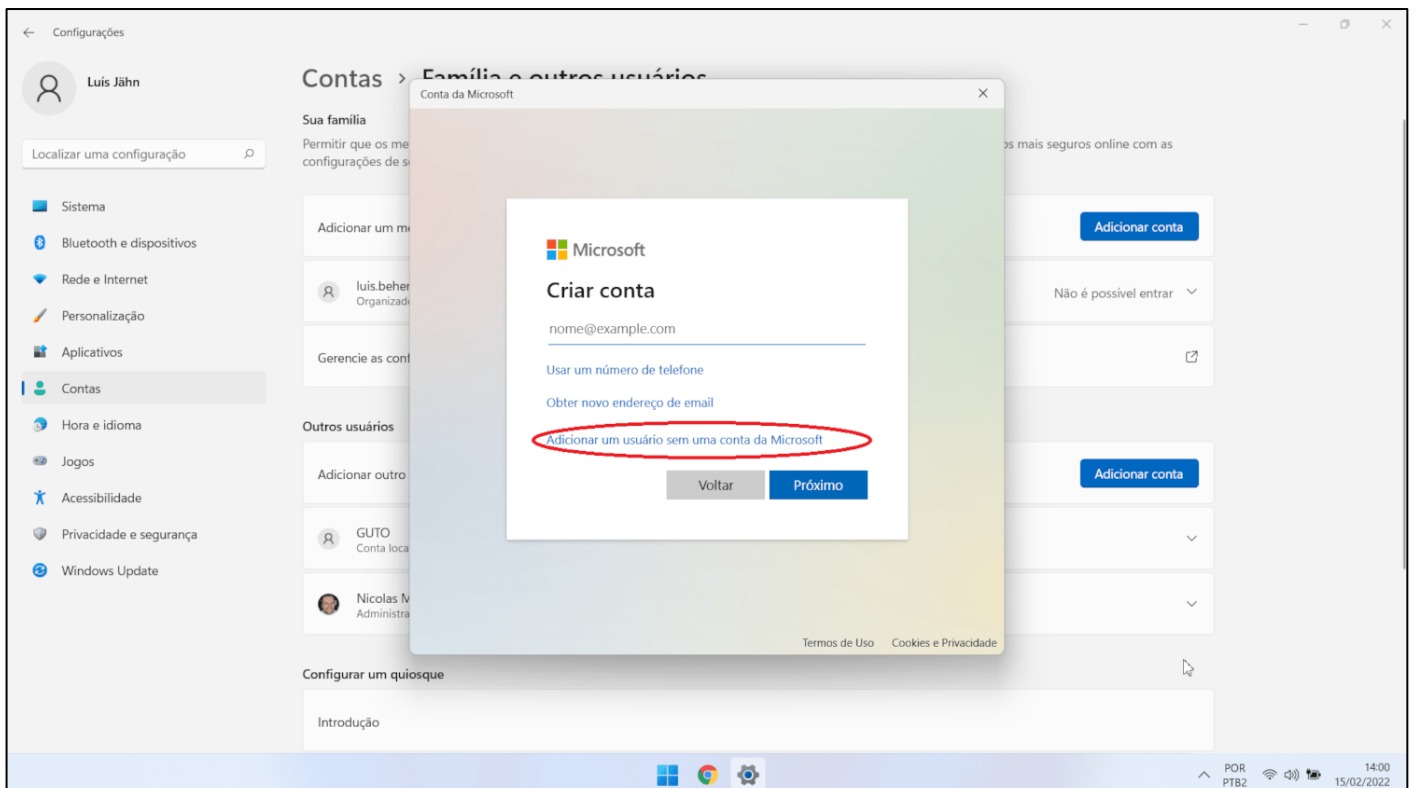 Configurações
Luís Jähn
Localizar uma configuração
Sistema
Bluetooth e dispositivos
Rede e Internet
Personalização
Aplicativos
Contas
Hora e idioma
Jogos
Acessibilidade
Privacidade e segurança
Windows Update
Contas > Família e outros usuários
Sua família
Permitir que os me
os mais seguros online com as
configurações de s
Adicionar um m
Adicionar conta
luis.beher
Organizad
Não é possível entrar
Gerencie as conf
Outros usuários
Adicionar outro
Adicionar conta
GUTO
Conta loca
Nicolas M
Administra
Configurar um quiosque
Introdução
Conta da Microsoft
Microsoft
Criar conta
nome@example.com
Usar um número de telefone
Obter novo endereço de email
Adicionar um usuário sem uma conta da Microsoft
Voltar
Próximo
Termos de Uso
Cookies e Privacidade
POR
PTB2
14:00
15/02/2022